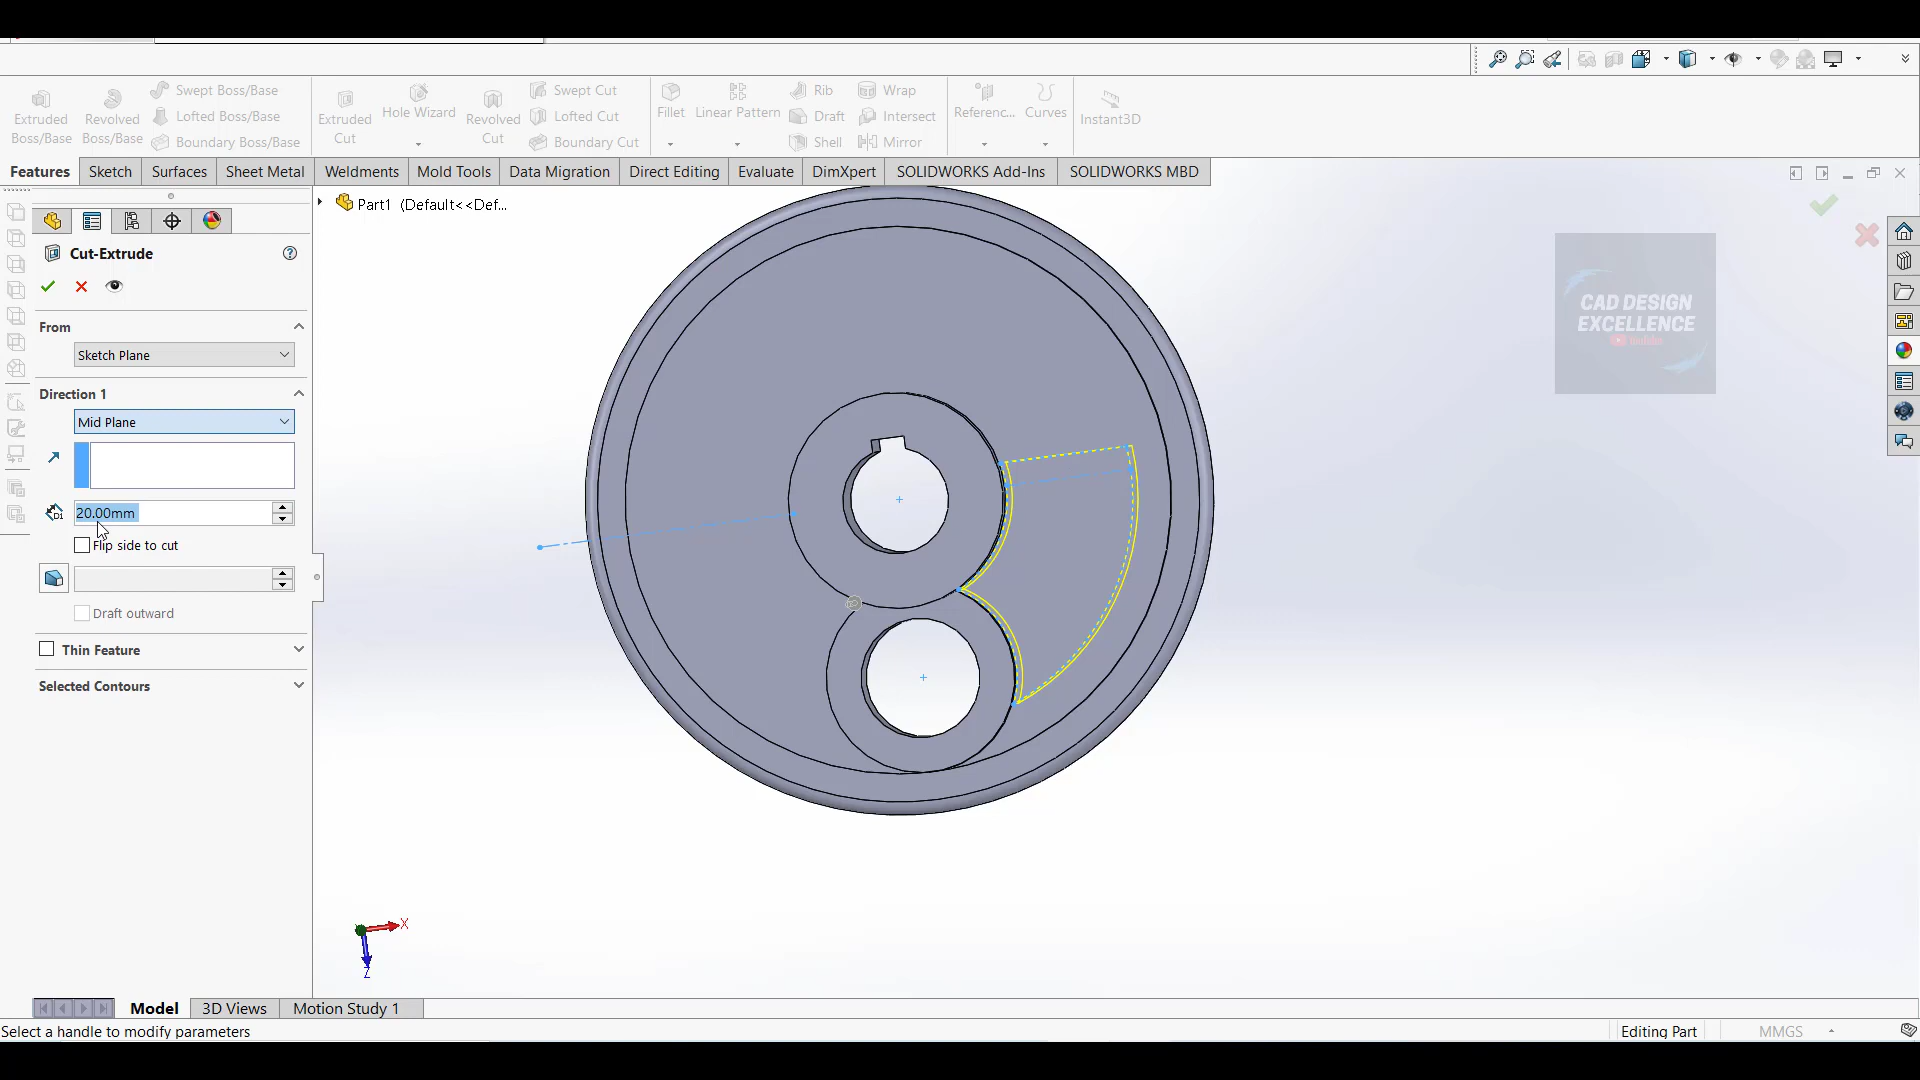 Extruded Boss/Base
Revolved Boss/Base
Swept Boss/Base
Lofted Boss/Base
Boundary Boss/Base
Extruded Cut
Hole Wizard
Revolved Cut
Swept Cut
Lofted Cut
Boundary Cut
Fillet
Linear Pattern
Rib
Draft
Shell
Wrap
Intersect
Mirror
Referenc...
Curves
Instant3D
Features Sketch Surfaces Sheet Metal Weldments Mold Tools Data Migration Direct Editing Evaluate DimXpert SOLIDWORKS Add-Ins SOLIDWORKS MBD
Part1 (Default<<Def...
Cut-Extrude
From
Sketch Plane
Direction 1
Mid Plane
D1
20.00mm
Flip side to cut
Draft outward
Thin Feature
Selected Contours
CAD DESIGN
EXCELLENCE
X
Z
Model 3D Views Motion Study 1
Select a handle to modify parameters
Editing Part
MMGS